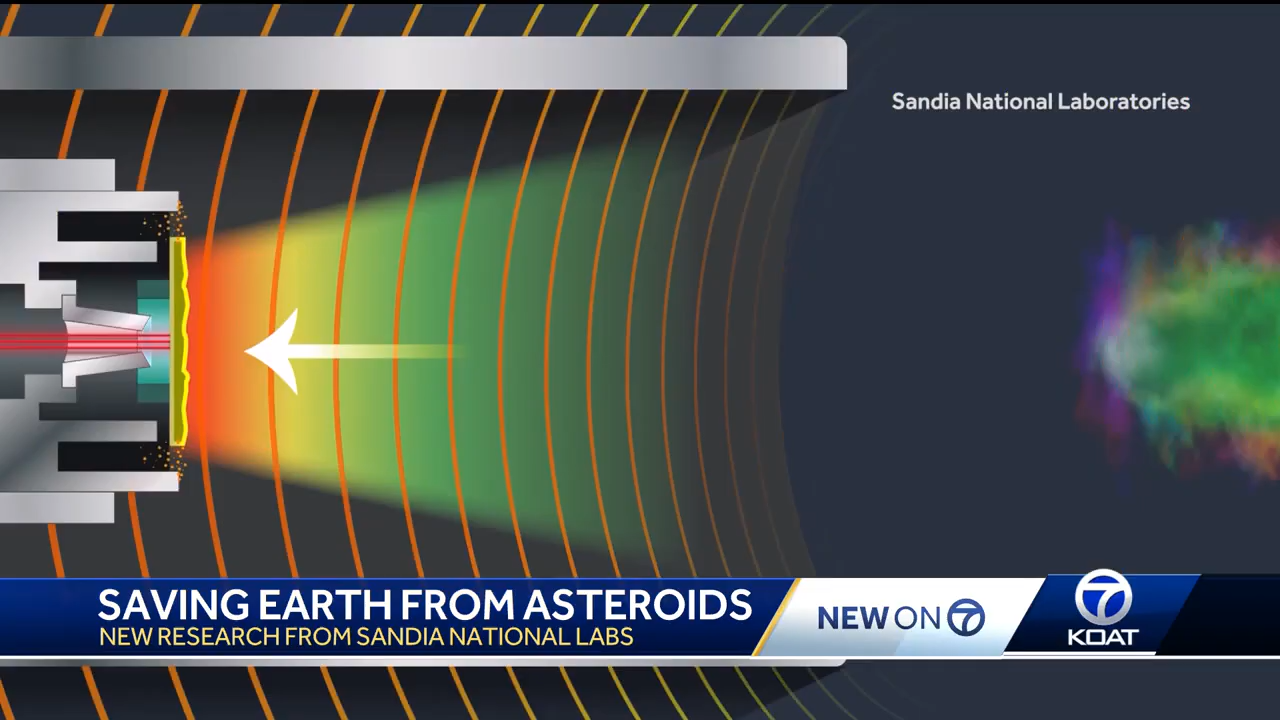 Sandia National Laboratories
SAVING EARTH FROM ASTEROIDS
NEW RESEARCH FROM SANDIA NATIONAL LABS
NEW ON 7
7
KOAT